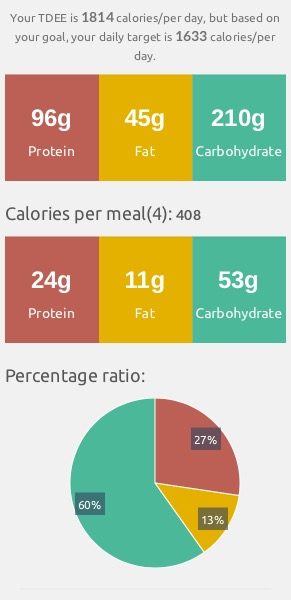 Your TDEE is 1814 calories/per day, but based on
your goal, your daily target is 1633 calories/per
day.
96g 45g 210g
Protein Fat Carbohydrate
Calories per meal(4): 408
24g 11g 53g
Protein Fat Carbohydrate
Percentage ratio:
27%
13%
60%